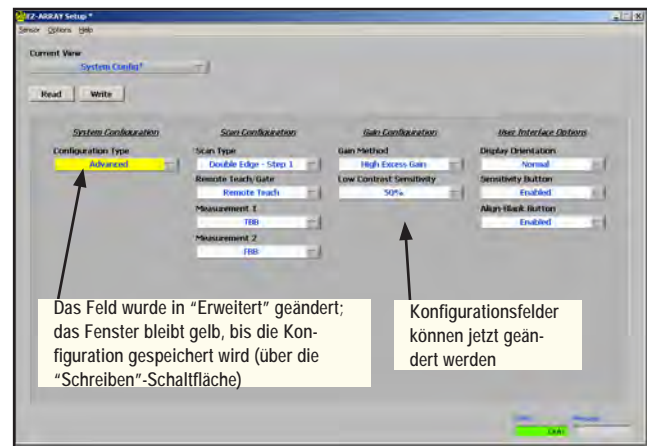 EZ-ARRAY Setup *
Sensor Options Help
Current View
System Config*
Read Write
System Configuration Scan Configuration Gain Configuration User Interface Options
Configuration Type Scan Type Gain Method Display Orientation
Advanced Double Edge - Step 1 High Excess Gain Normal
Remote Teach/Gate Low Contrast Sensitivity Sensitivity Button
Remote Teach 50% Enabled
Measurement 1 Align-Blank Button
TBB Enabled
Measurement 2
TBB
Das Feld wurde in “Erweitert” geändert;
das Fenster bleibt gelb, bis die Kon-
figuration gespeichert wird (über die
“Schreiben”-Schaltfläche)
Konfigurationsfelder
können jetzt geän-
dert werden